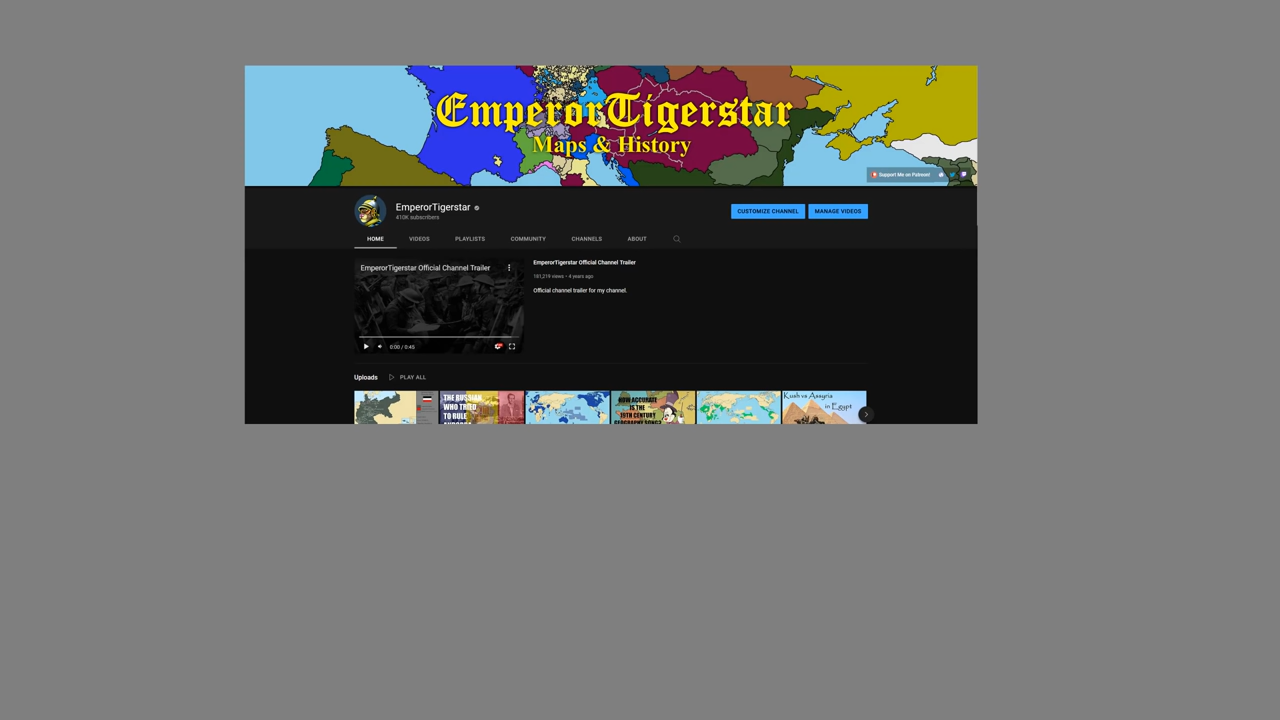 EmperorTigerstar
Maps & History
Support Me on Patreon!
EmperorTigerstar
410K subscribers
CUSTOMIZE CHANNEL
MANAGE VIDEOS
HOME
VIDEOS
PLAYLISTS
COMMUNITY
CHANNELS
ABOUT
EmperorTigerstar Official Channel Trailer
0:00 / 0:45
EmperorTigerstar Official Channel Trailer
181,219 views • 4 years ago
Official channel trailer for my channel.
Uploads
PLAY ALL
THE RUSSIAN
WHO TRIED
TO RULE
HOW ACCURATE
IS THE
19TH CENTURY
GEOGRAPHY SONG?
Kush vs Assyria
in Egypt